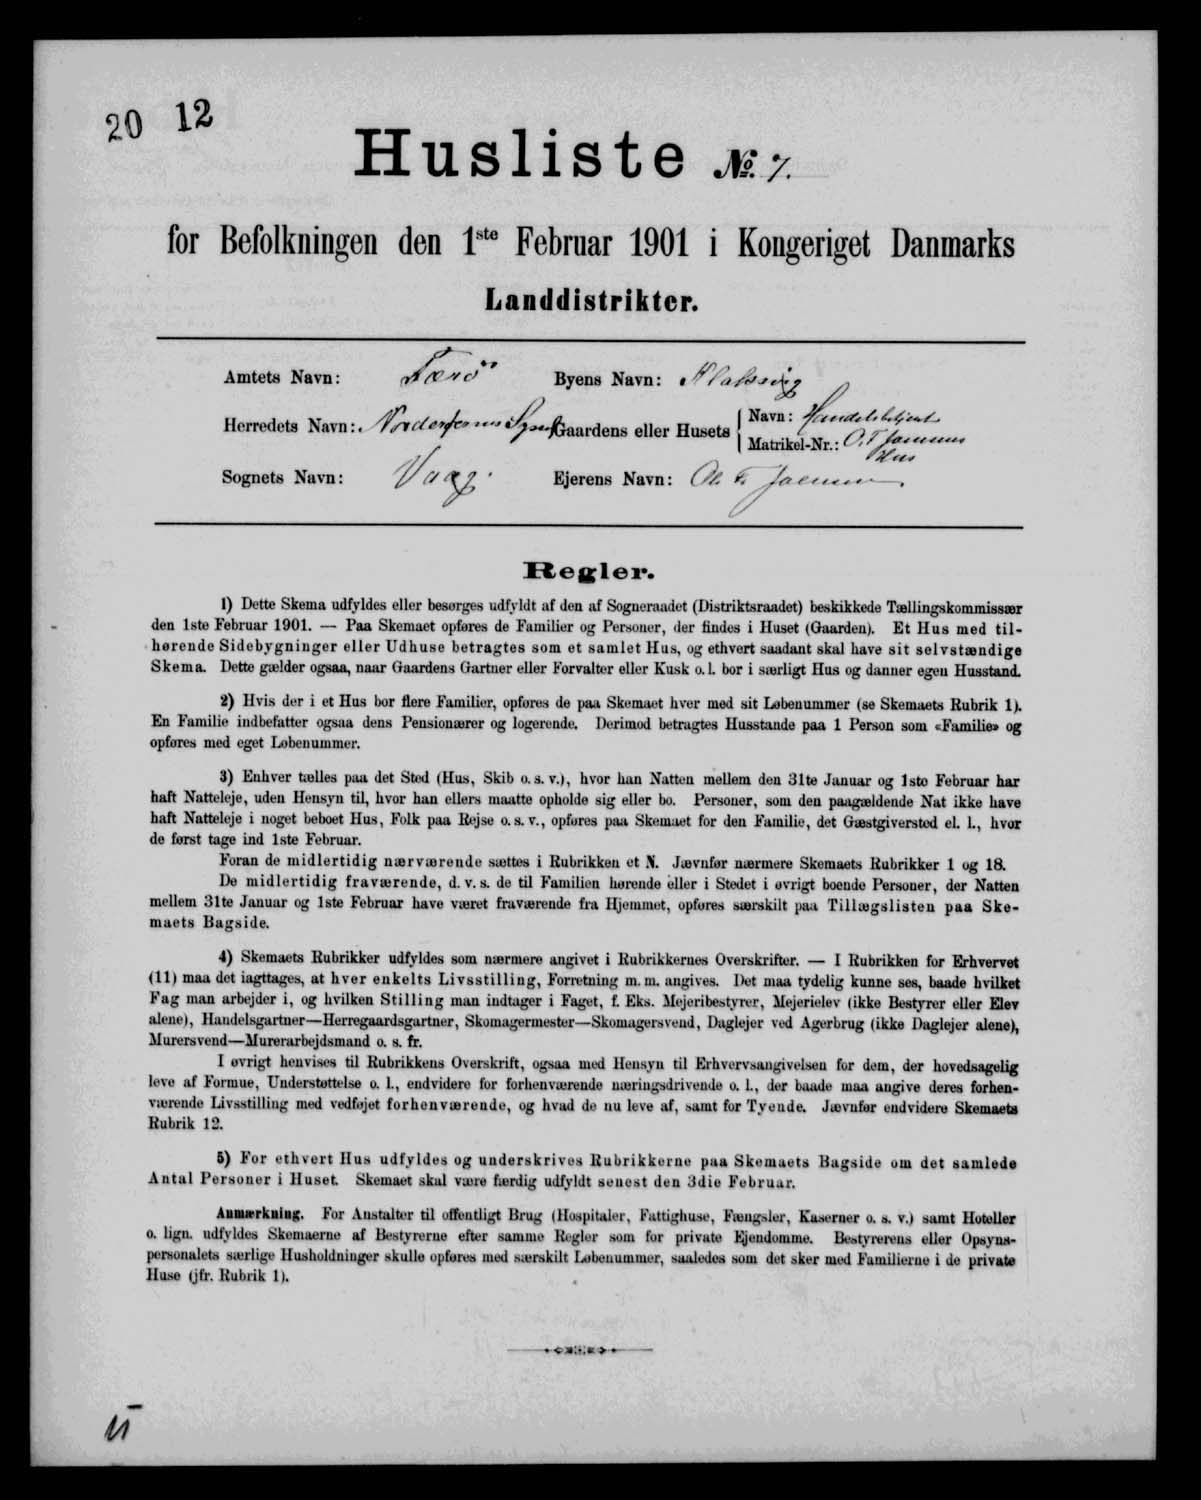 20 12
Husliste No. 7.
for Befolkningen den 1ste Februar 1901 i Kongeriget Danmarks
Landdistrikter.
Amtets Navn: Færö Byens Navn: Klaksvig
Herredets Navn: Norderøernes Syssel Gaardens eller Husets Navn: Handelsbetjent
Matrikel-Nr.: O. F. Joensens
Hus
Sognets Navn: Vaag. Ejerens Navn: Ol. F. Joensen.
Regler.
1) Dette Skema udfyldes eller besørges udfyldt af den af Sogneraadet (Distriktsraadet) beskikkede Tællingskommissær
den 1ste Februar 1901. — Paa Skemaet opføres de Familier og Personer, der findes i Huset (Gaarden). Et Hus med til-
hørende Sidebygninger eller Udhuse betragtes som et samlet Hus, og ethvert saadant skal have sit selvstændige
Skema. Dette gælder ogsaa, naar Gaardens Gartner eller Forvalter eller Kusk o. l. bor i særligt Hus og danner egen Husstand.
2) Hvis der i et Hus bor flere Familier, opføres de paa Skemaet hver med sit Løbenummer (se Skemaets Rubrik 1).
En Familie indbefatter ogsaa dens Pensionærer og logerende. Derimod betragtes Husstande paa 1 Person som «Familie» og
opføres med eget Løbenummer.
3) Enhver tælles paa det Sted (Hus, Skib o. s. v.), hvor han Natten mellem den 31te Januar og 1ste Februar har
haft Natteleje, uden Hensyn til, hvor han ellers maatte opholde sig eller bo. Personer, som den paagældende Nat ikke have
haft Natteleje i noget beboet Hus, Folk paa Rejse o. s. v., opføres paa Skemaet for den Familie, det Gæstgiversted el. l., hvor
de først tage ind 1ste Februar.
Foran de midlertidig nærværende sættes i Rubrikken et N. Jævnfør nærmere Skemaets Rubrikker 1 og 18.
De midlertidig fraværende, d. v. s. de til Familien hørende eller i Stedet i øvrigt boende Personer, der Natten
mellem 31te Januar og 1ste Februar have været fraværende fra Hjemmet, opføres særskilt paa Tillægslisten paa Ske-
maets Bagside.
4) Skemaets Rubrikker udfyldes som nærmere angivet i Rubrikkernes Overskrifter. — I Rubrikken for Erhvervet
(11) maa det iagttages, at hver enkelts Livsstilling, Forretning m. m. angives. Det maa tydelig kunne ses, baade hvilket
Fag man arbejder i, og hvilken Stilling man indtager i Faget, f. Eks. Mejeribestyrer, Mejerielev (ikke Bestyrer eller Elev
alene), Handelsgartner—Herregaardsgartner, Skomagermester—Skomagersvend, Daglejer ved Agerbrug (ikke Daglejer alene),
Murersvend—Murerarbejdsmand o. s. fr.
I øvrigt henvises til Rubrikkens Overskrift, ogsaa med Hensyn til Erhvervsangivelsen for dem, der hovedsagelig
leve af Formue, Understøttelse o. l., endvidere for forhenværende næringsdrivende o. l., der baade maa angive deres forhen-
værende Livsstilling med vedføjet forhenværende, og hvad de nu leve af, samt for Tyende. Jævnfør endvidere Skemaets
Rubrik 12.
5) For ethvert Hus udfyldes og underskrives Rubrikkerne paa Skemaets Bagside om det samlede
Antal Personer i Huset. Skemaet skal være færdig udfyldt senest den 3die Februar.
Anmærkning. For Anstalter til offentligt Brug (Hospitaler, Fattighuse, Fængsler, Kaserner o. s. v.) samt Hoteller
o. lign. udfyldes Skemaerne af Bestyrerne efter samme Regler som for private Ejendomme. Bestyrerens eller Opsyns-
personalets særlige Husholdninger skulle opføres med særskilt Løbenummer, saaledes som det sker med Familierne i de private
Huse (jfr. Rubrik 1).